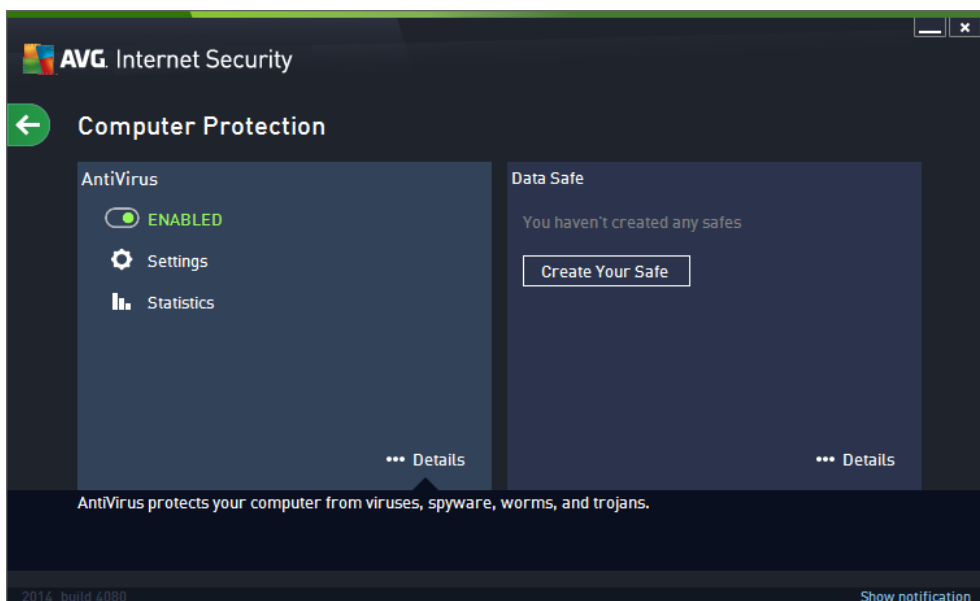 AVG. Internet Security
Computer Protection
AntiVirus
ENABLED
Settings
Statistics
••• Details
Data Safe
You haven't created any safes
Create Your Safe
••• Details
AntiVirus protects your computer from viruses, spyware, worms, and trojans.
2014 build 4080
Show notification